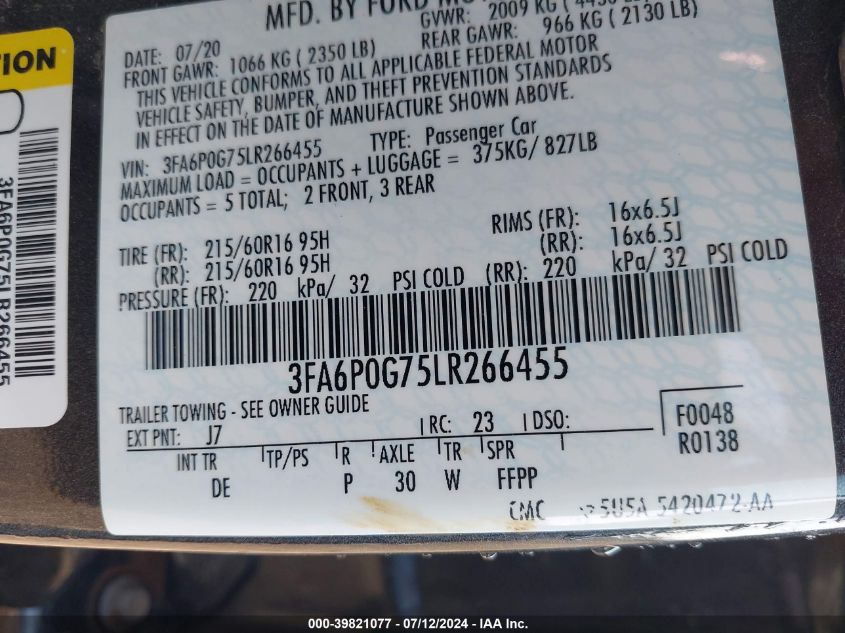 MFD. BY FORD
GVWR: 2009 KG
DATE: 07/20
FRONT GAWR: 1066 KG ( 2350 LB)
REAR GAWR: 966 KG ( 2130 LB)
THIS VEHICLE CONFORMS TO ALL APPLICABLE FEDERAL MOTOR
VEHICLE SAFETY, BUMPER, AND THEFT PREVENTION STANDARDS
IN EFFECT ON THE DATE OF MANUFACTURE SHOWN ABOVE.
VIN: 3FA6P0G75LR266455 TYPE: Passenger Car
MAXIMUM LOAD = OCCUPANTS + LUGGAGE = 375KG/ 827LB
OCCUPANTS = 5 TOTAL; 2 FRONT, 3 REAR
TIRE (FR): 215/60R16 95H RIMS (FR): 16x6.5J
(RR): 215/60R16 95H (RR): 16x6.5J
PRESSURE (FR): 220 kPa/ 32 PSI COLD (RR): 220 kPa/ 32 PSI COLD
3FA6P0G75LR266455
TRAILER TOWING - SEE OWNER GUIDE
EXT PNT: J7 RC: 23 DSO: F0048
R0138
INT TR TP/PS R AXLE TR SPR
DE P 30 W FFPP
5U5A 5420472-AA
3FA6P0G75LR266455
000-39821077 - 07/12/2024 - IAA Inc.